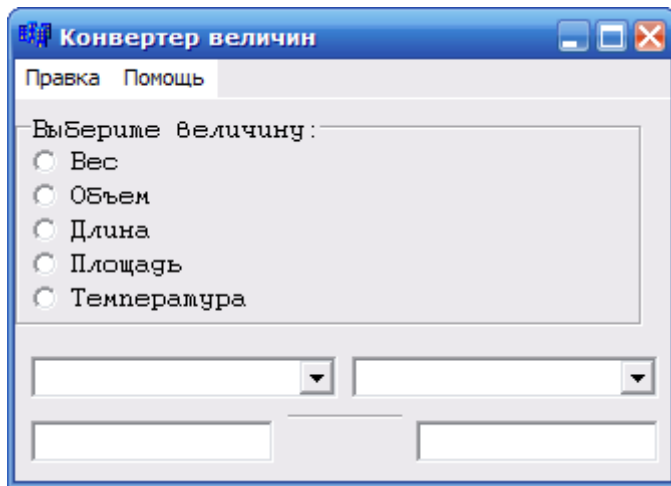 Конвертер величин
Правка Помощь
Выберите величину:
Вес
Объем
Длина
Площадь
Температура